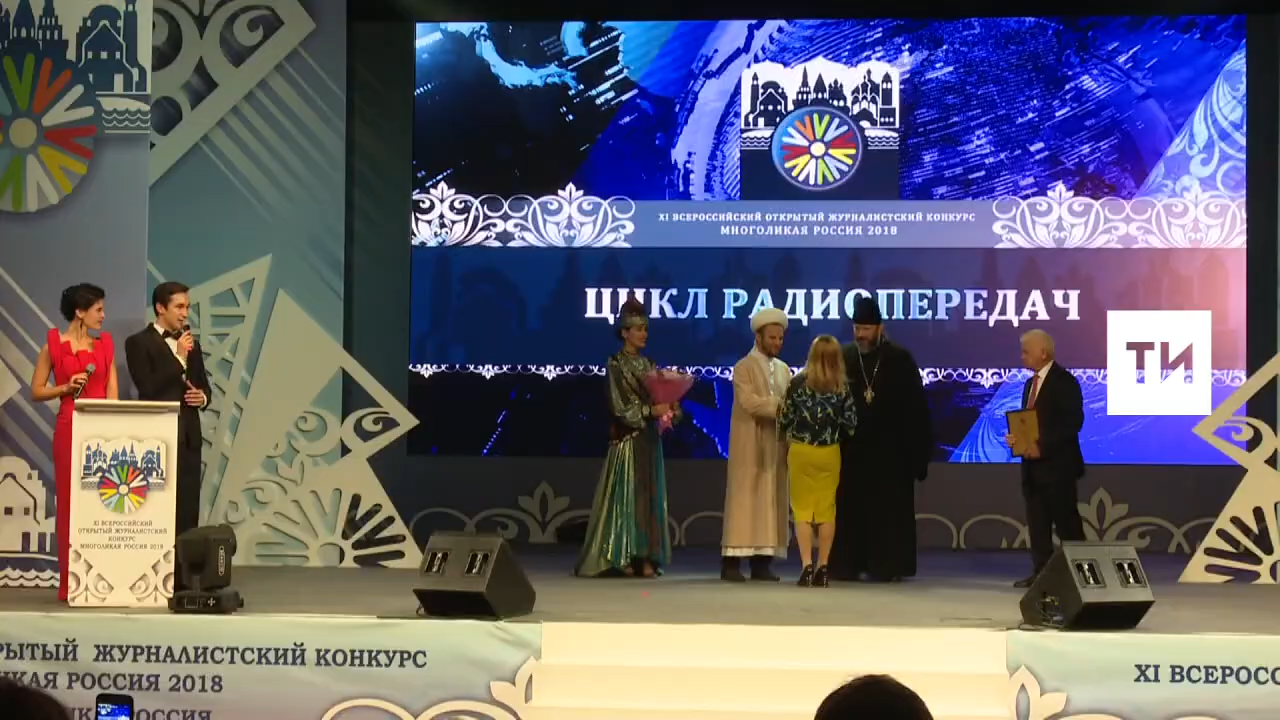 XI ВСЕРОССИЙСКИЙ ОТКРЫТЫЙ ЖУРНАЛИСТСКИЙ КОНКУРС
МНОГОЛИКАЯ РОССИЯ 2018
ЦИКЛ РАДИОПЕРЕДАЧ
ТИ
XI ВСЕРОССИЙСКИЙ
ОТКРЫТЫЙ ЖУРНАЛИСТСКИЙ
КОНКУРС
МНОГОЛИКАЯ РОССИЯ 2018
РЫТЫЙ ЖУРНАЛИСТСКИЙ КОНКУРС
ИКАЯ РОССИЯ 2018
РОССИЯ
XI ВСЕРОСС